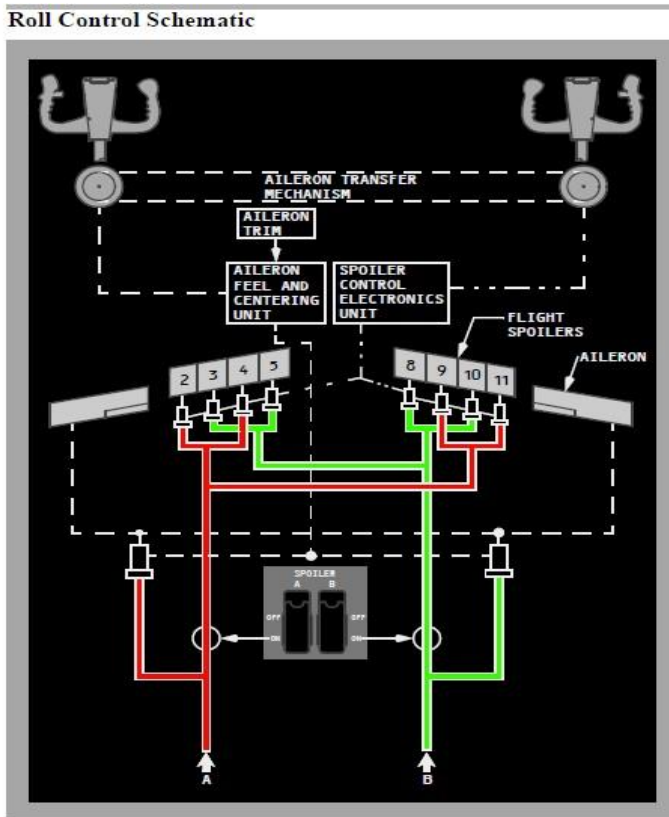 Roll Control Schematic
AILERON TRANSFER
MECHANISM
AILERON
TRIM
AILERON
FEEL AND
CENTERING
UNIT
SPOILER
CONTROL
ELECTRONICS
UNIT
FLIGHT
SPOILERS
AILERON
2 3 4 5
8 9 10 11
SPOILER
A B
OFF OFF
ON ON
A B